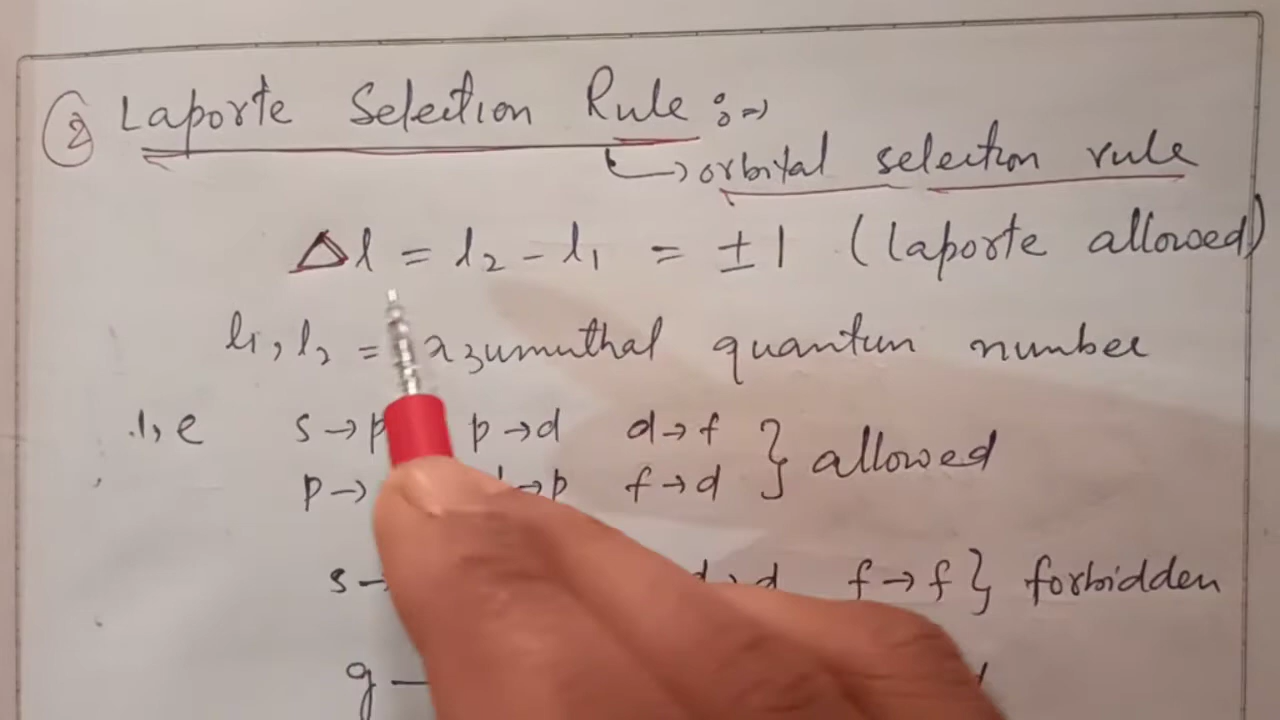 ② Laporte Selection Rule :→
↳ orbital selection rule
Δl = l₂ - l₁ = ±1 (laporte allowed)
l₁, l₂ = azumuthal quantum number
i,e s→p p→d d→f } allowed
p→ →p f→d
s→ d→d f→f } forbidden
g—